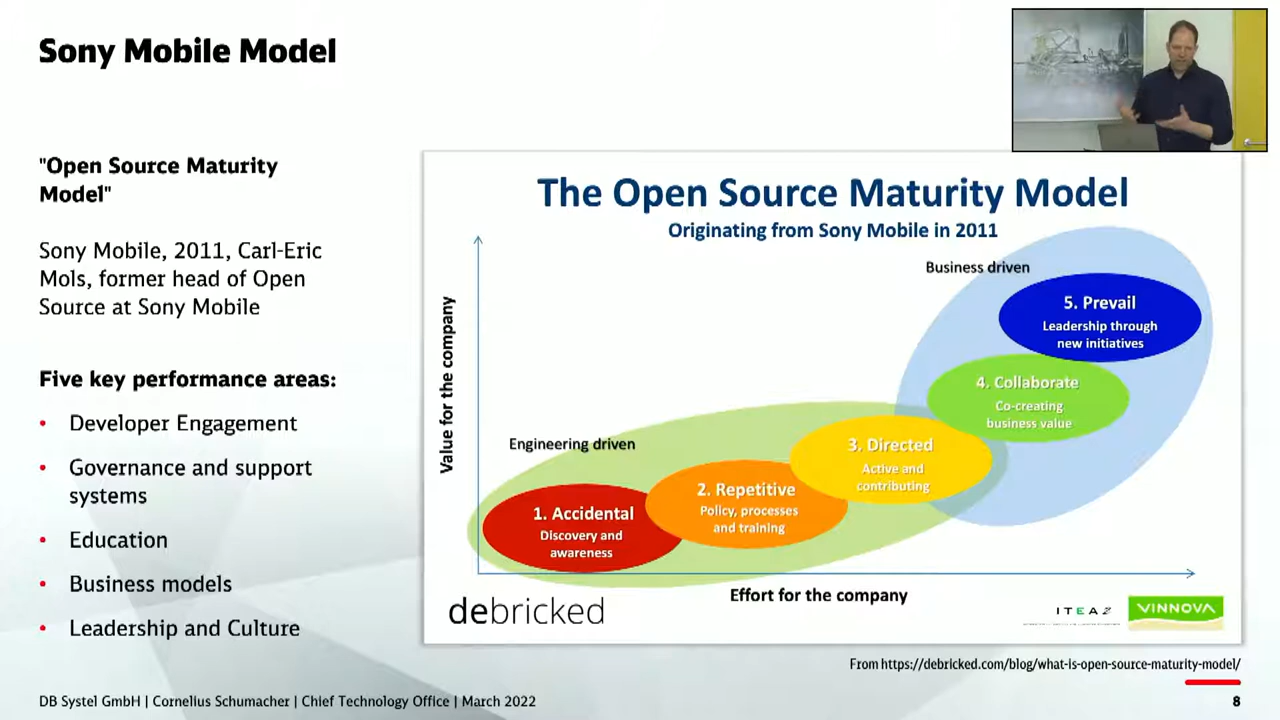 Sony Mobile Model
"Open Source Maturity
Model"
Sony Mobile, 2011, Carl-Eric
Mols, former head of Open
Source at Sony Mobile
Five key performance areas:
• Developer Engagement
• Governance and support
systems
• Education
• Business models
• Leadership and Culture
The Open Source Maturity Model
Originating from Sony Mobile in 2011
Value for the company
Business driven
5. Prevail
Leadership through
new initiatives
4. Collaborate
Co-creating
business value
Engineering driven
3. Directed
Active and
contributing
2. Repetitive
Policy, processes
and training
1. Accidental
Discovery and
awareness
Effort for the company
debricked
ITEA2
VINNOVA
From https://debricked.com/blog/what-is-open-source-maturity-model/
DB Systel GmbH | Cornelius Schumacher | Chief Technology Office | March 2022
8